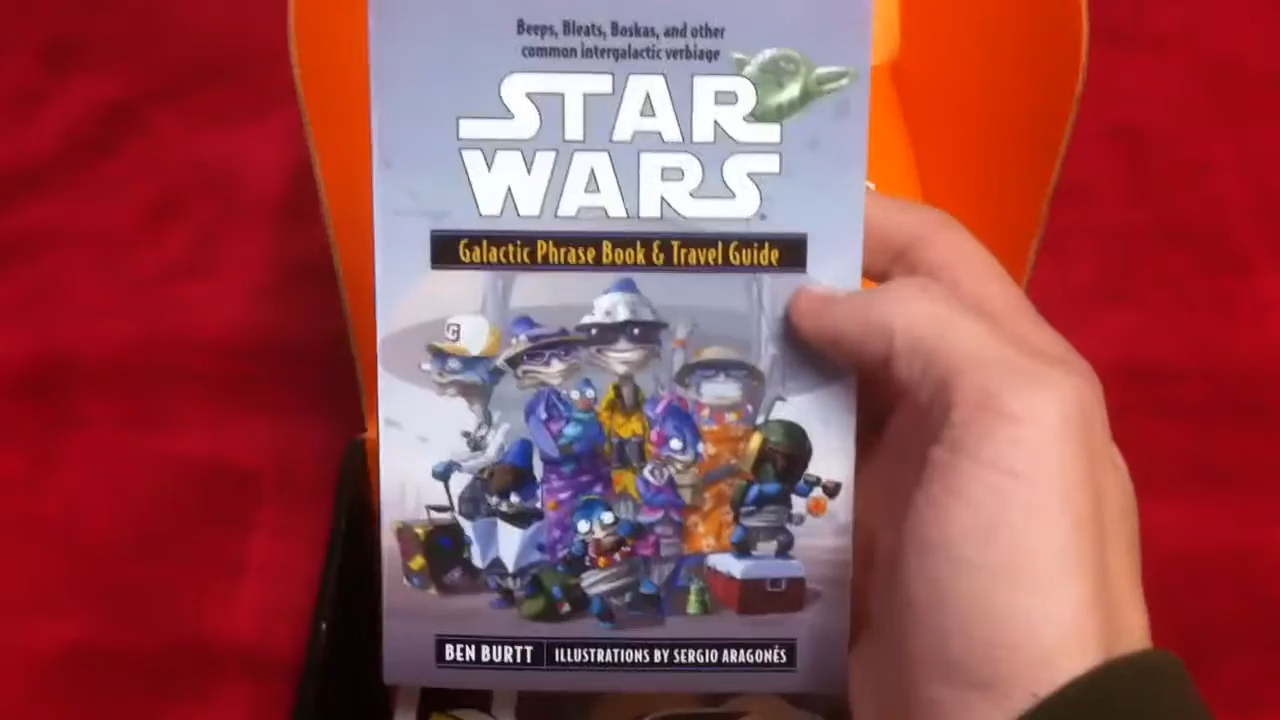 Beeps, Bleats, Boskas, and other
common intergalactic verbiage
STAR
WARS
Galactic Phrase Book & Travel Guide
G
BEN BURTT
ILLUSTRATIONS BY SERGIO ARAGONÉS